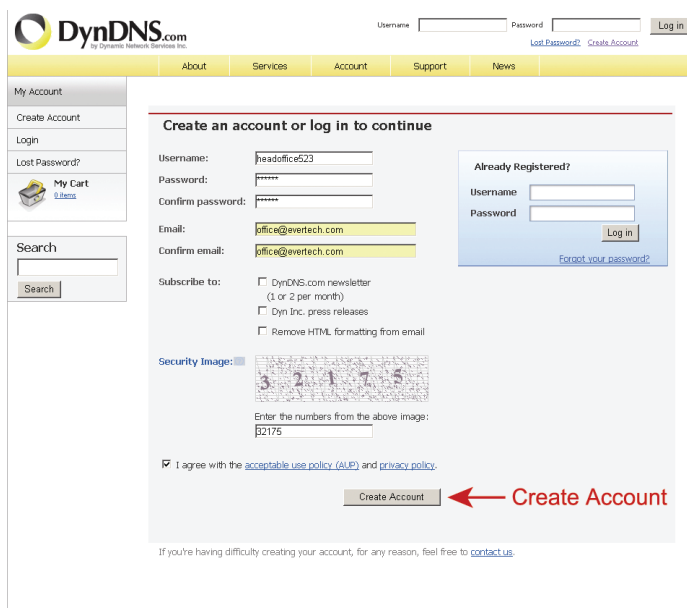 DynDNS.com
by Dynamic Network Services Inc.
Username Password Log in
Lost Password? Create Account
About Services Account Support News
My Account
Create Account
Login
Lost Password?
My Cart
0 items
Search
Search
Create an account or log in to continue
Username: headoffice523
Password: ******
Confirm password: ******
Email: office@evertech.com
Confirm email: office@evertech.com
Subscribe to: DynDNS.com newsletter
(1 or 2 per month)
Dyn Inc. press releases
Remove HTML formatting from email
Security Image:
3 2 1 7 5
Enter the numbers from the above image:
32175
I agree with the acceptable use policy (AUP) and privacy policy.
Create Account
Create Account
Already Registered?
Username
Password
Log in
Forgot your password?
If you're having difficulty creating your account, for any reason, feel free to contact us.